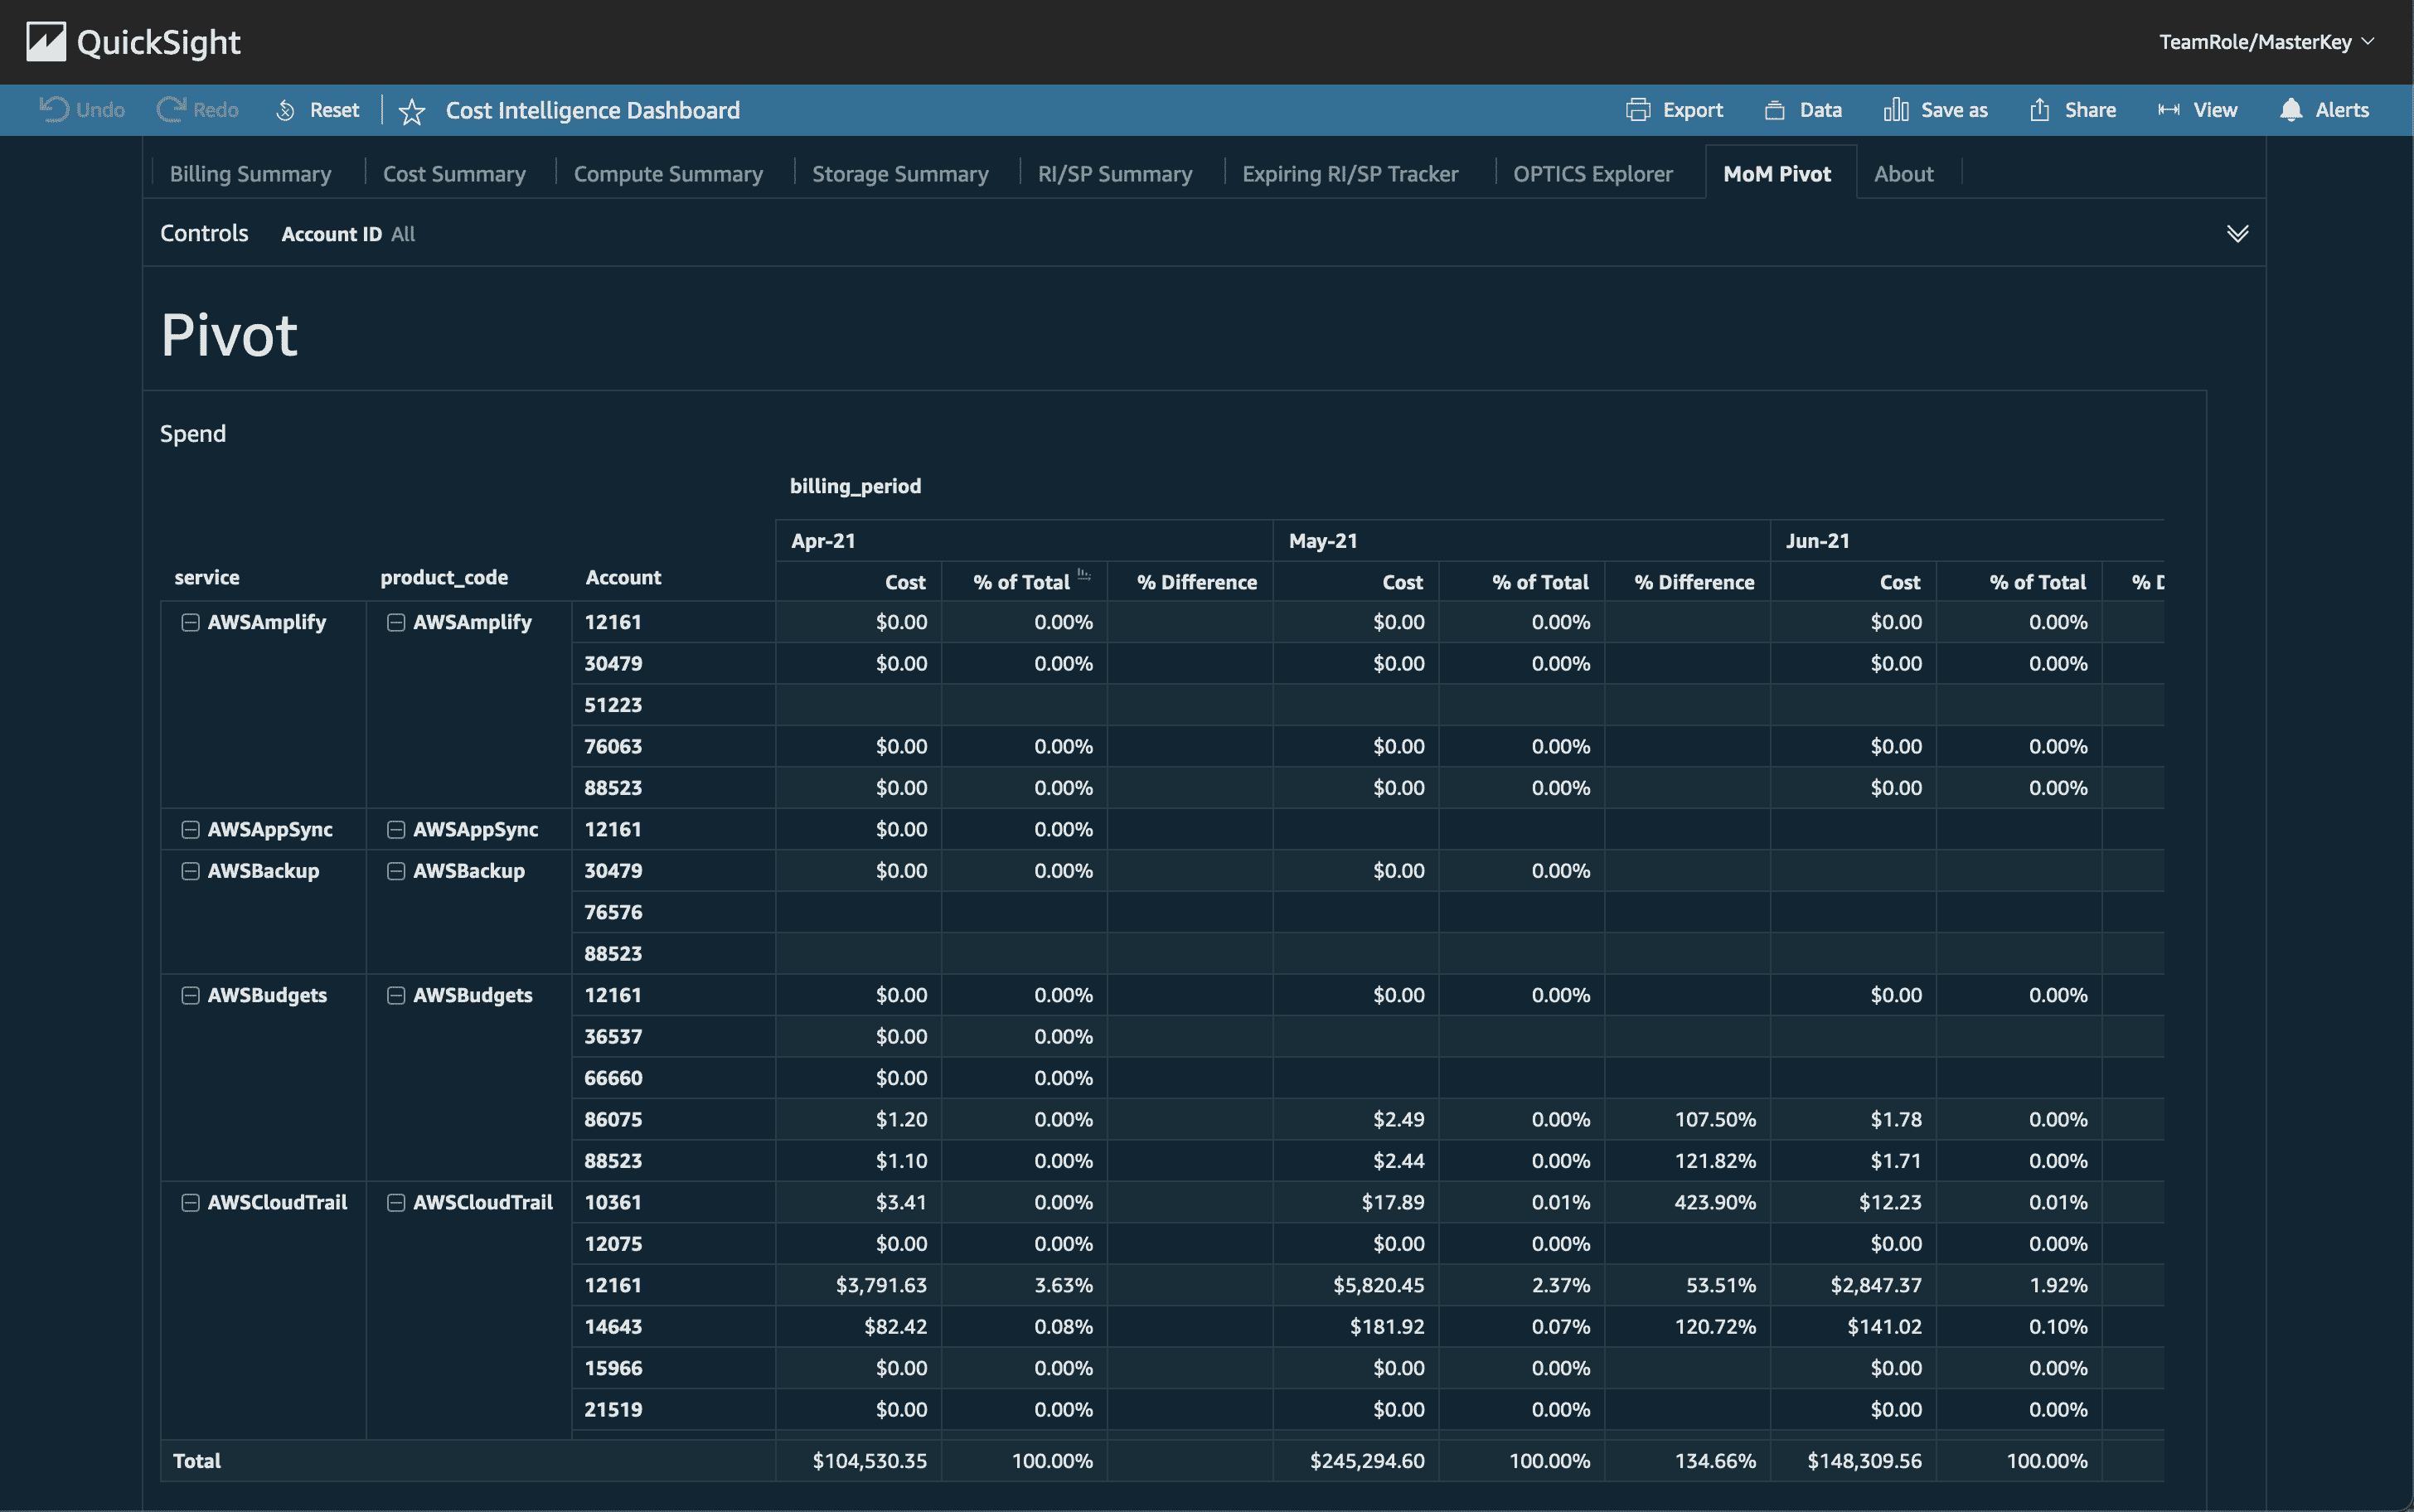 QuickSight
TeamRole/MasterKey
Undo Redo Reset Cost Intelligence Dashboard Export Data Save as Share View Alerts
Billing Summary Cost Summary Compute Summary Storage Summary RI/SP Summary Expiring RI/SP Tracker OPTICS Explorer MoM Pivot About
Controls Account ID All
Pivot
Spend
billing_period
Apr-21 May-21 Jun-21
service product_code Account Cost % of Total % Difference Cost % of Total % Difference Cost % of Total % D
AWSAmplify AWSAmplify 12161 $0.00 0.00% $0.00 0.00% $0.00 0.00%
30479 $0.00 0.00% $0.00 0.00% $0.00 0.00%
51223
76063 $0.00 0.00% $0.00 0.00% $0.00 0.00%
88523 $0.00 0.00% $0.00 0.00% $0.00 0.00%
AWSAppSync AWSAppSync 12161 $0.00 0.00%
AWSBackup AWSBackup 30479 $0.00 0.00% $0.00 0.00%
76576
88523
AWSBudgets AWSBudgets 12161 $0.00 0.00% $0.00 0.00% $0.00 0.00%
36537 $0.00 0.00%
66660 $0.00 0.00%
86075 $1.20 0.00% $2.49 0.00% 107.50% $1.78 0.00%
88523 $1.10 0.00% $2.44 0.00% 121.82% $1.71 0.00%
AWSCloudTrail AWSCloudTrail 10361 $3.41 0.00% $17.89 0.01% 423.90% $12.23 0.01%
12075 $0.00 0.00% $0.00 0.00% $0.00 0.00%
12161 $3,791.63 3.63% $5,820.45 2.37% 53.51% $2,847.37 1.92%
14643 $82.42 0.08% $181.92 0.07% 120.72% $141.02 0.10%
15966 $0.00 0.00% $0.00 0.00% $0.00 0.00%
21519 $0.00 0.00% $0.00 0.00% $0.00 0.00%
Total $104,530.35 100.00% $245,294.60 100.00% 134.66% $148,309.56 100.00%